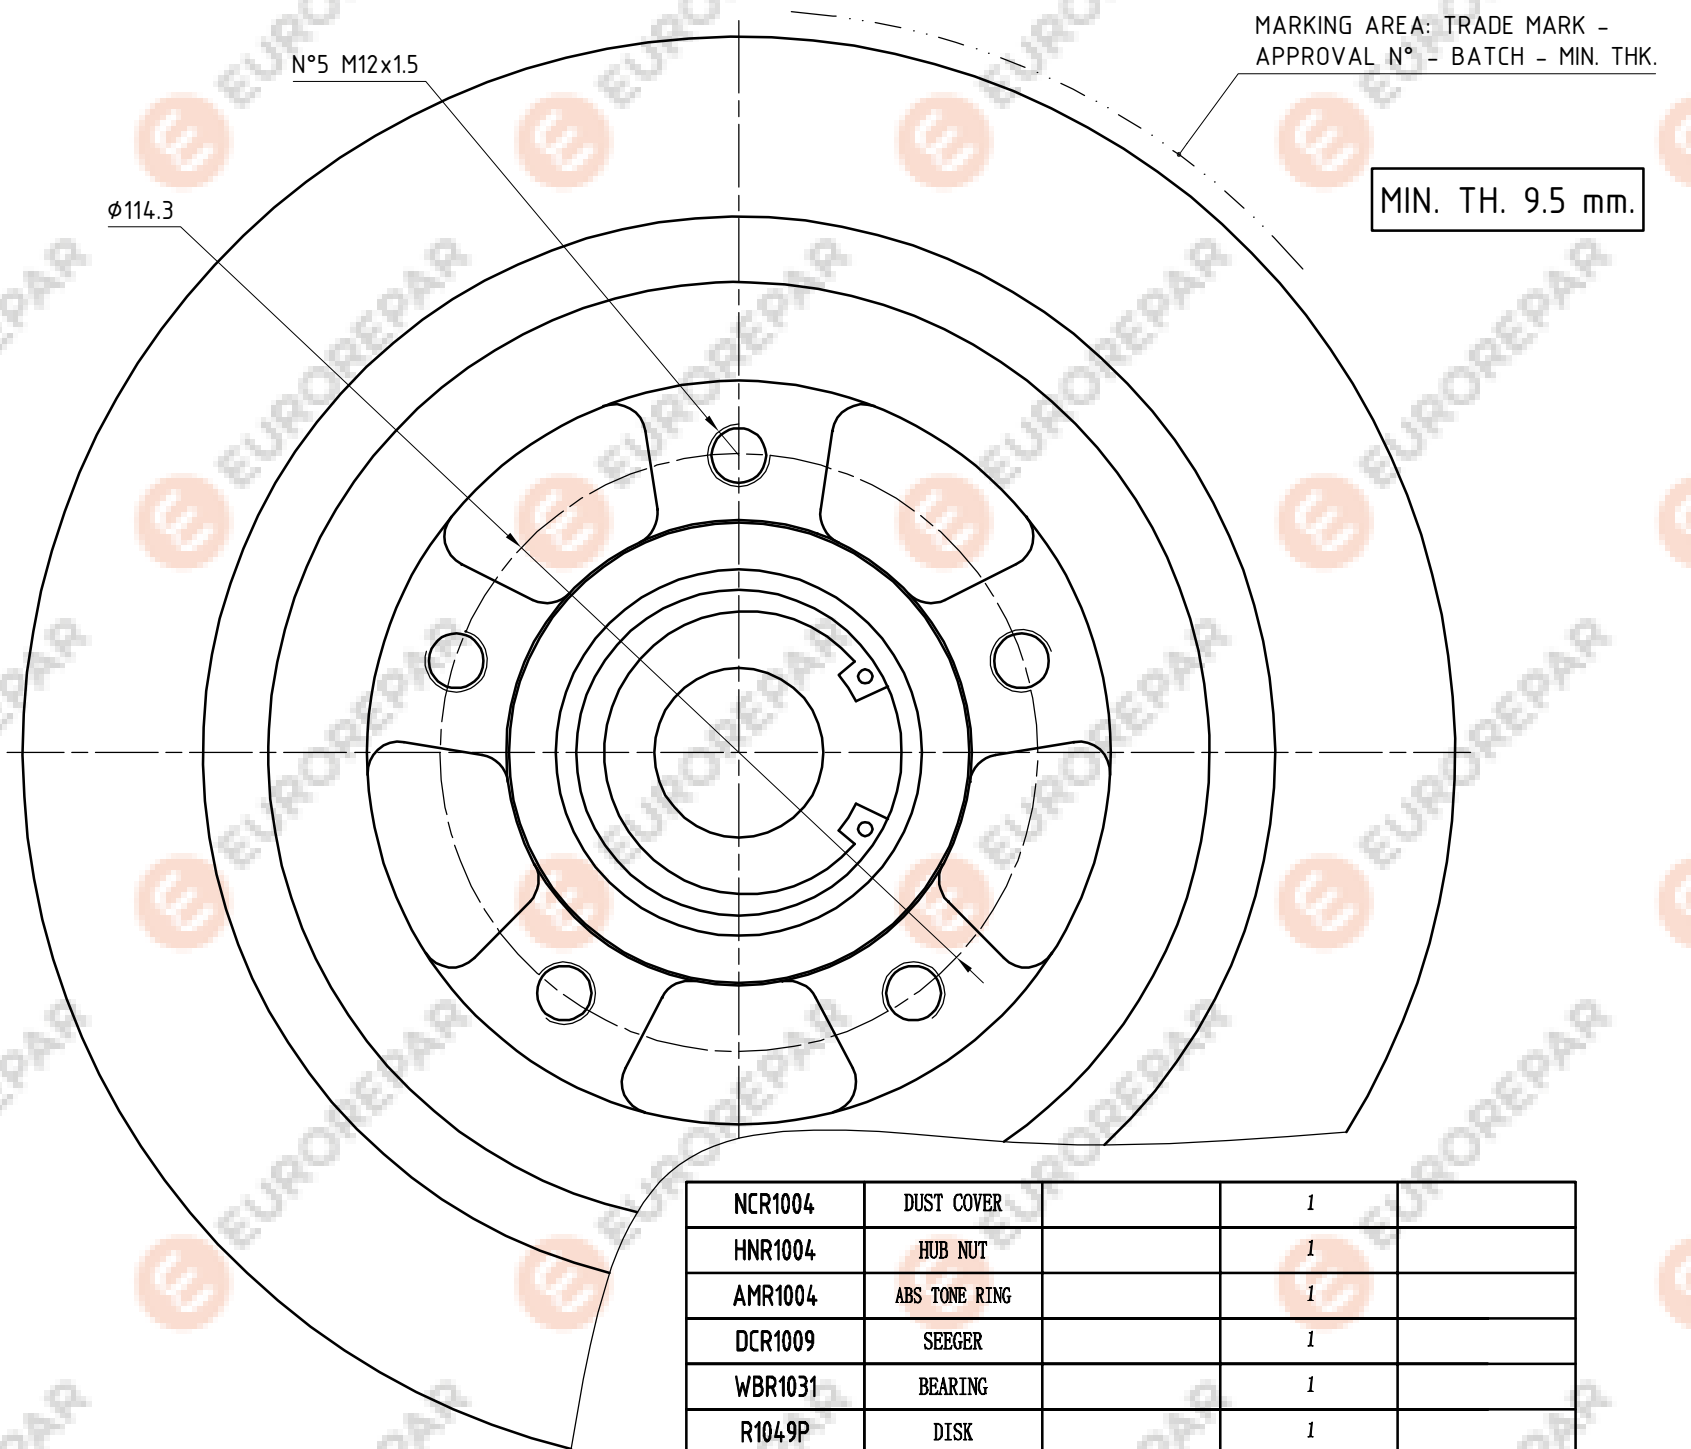 MARKING AREA: TRADE MARK -
APPROVAL N° - BATCH - MIN. THK.
N°5 M12x1.5
MIN. TH. 9.5 mm.
Ø114.3
NCR1004 DUST COVER 1
HNR1004 HUB NUT 1
AMR1004 ABS TONE RING 1
DCR1009 SEEGER 1
WBR1031 BEARING 1
R1049P DISK 1
EUROREPAR